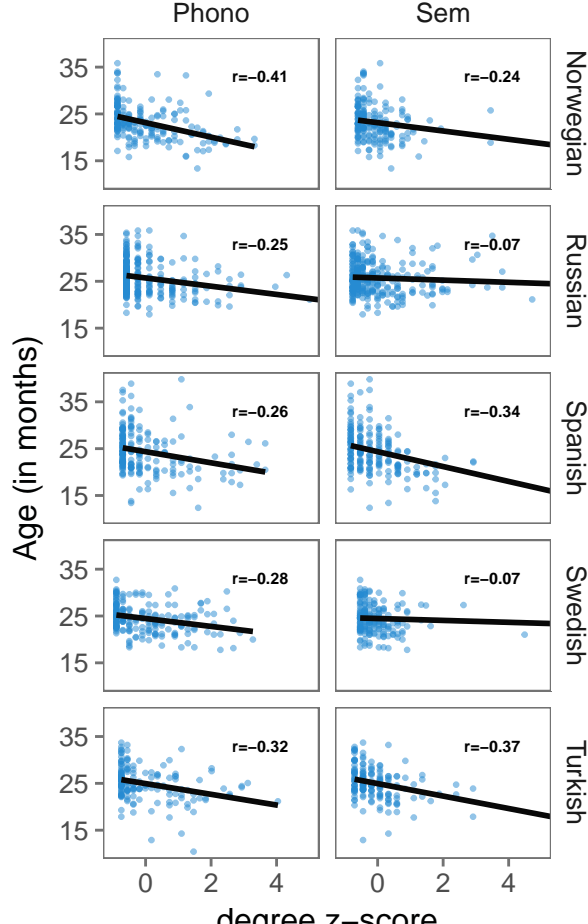 Phono Sem
35
25
15
r=−0.41
r=−0.24
Norwegian
35
25
15
r=−0.25
r=−0.07
Russian
35
25
15
r=−0.26
r=−0.34
Spanish
35
25
15
r=−0.28
r=−0.07
Swedish
35
25
15
r=−0.32
r=−0.37
Turkish
Age (in months)
0 2 4 0 2 4
degree z−score